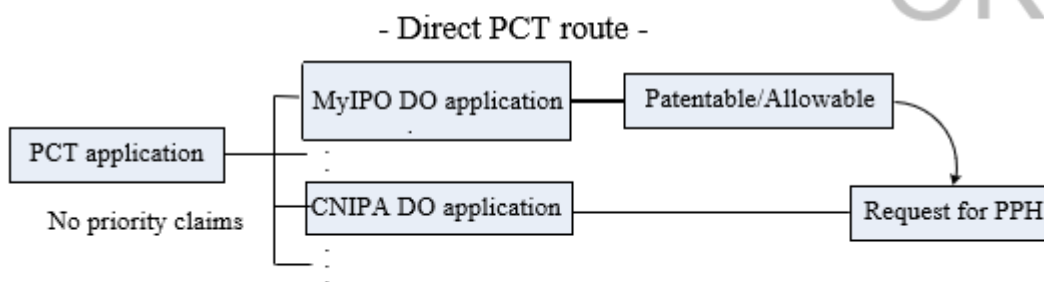 - Direct PCT route -
MyIPO DO application
Patentable/Allowable
PCT application
CNIPA DO application
Request for PPH
No priority claims